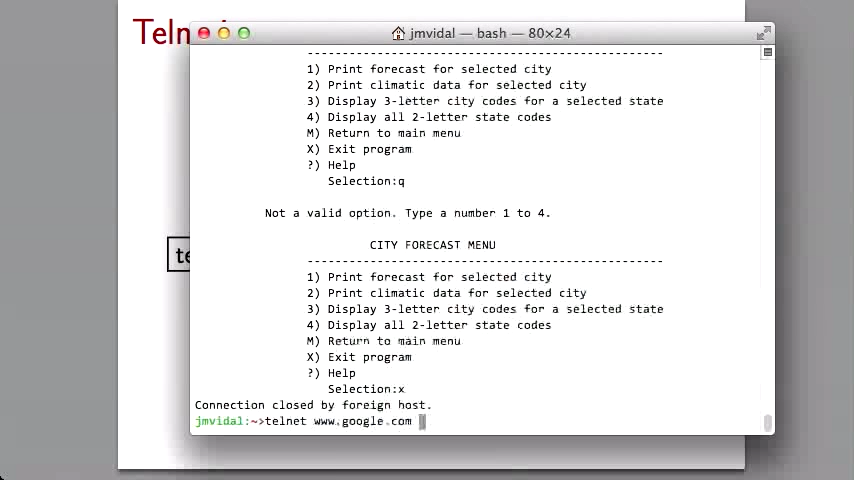 Teln
jmvidal — bash — 80×24
-------------------------------------------------
1) Print forecast for selected city
2) Print climatic data for selected city
3) Display 3-letter city codes for a selected state
4) Display all 2-letter state codes
M) Return to main menu
X) Exit program
?) Help
Selection:q
Not a valid option. Type a number 1 to 4.
CITY FORECAST MENU
---------------------------------------------------
1) Print forecast for selected city
2) Print climatic data for selected city
3) Display 3-letter city codes for a selected state
4) Display all 2-letter state codes
M) Return to main menu
X) Exit program
?) Help
Selection:x
Connection closed by foreign host.
te
jmvidal:~>telnet www.google.com